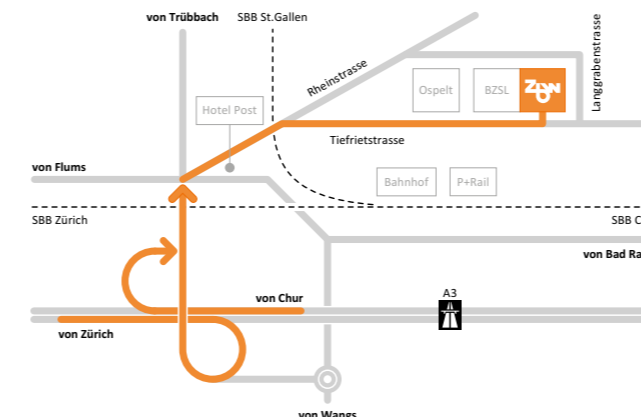 von Trübbach
SBB St.Gallen
Rheinstrasse
Langgrabenstrasse
Hotel Post
Ospelt
BZSL
Tiefrietstrasse
von Flums
Bahnhof
P+Rail
SBB Zürich
SBB C
von Bad Ra
von Chur
A3
von Zürich
von Wangs